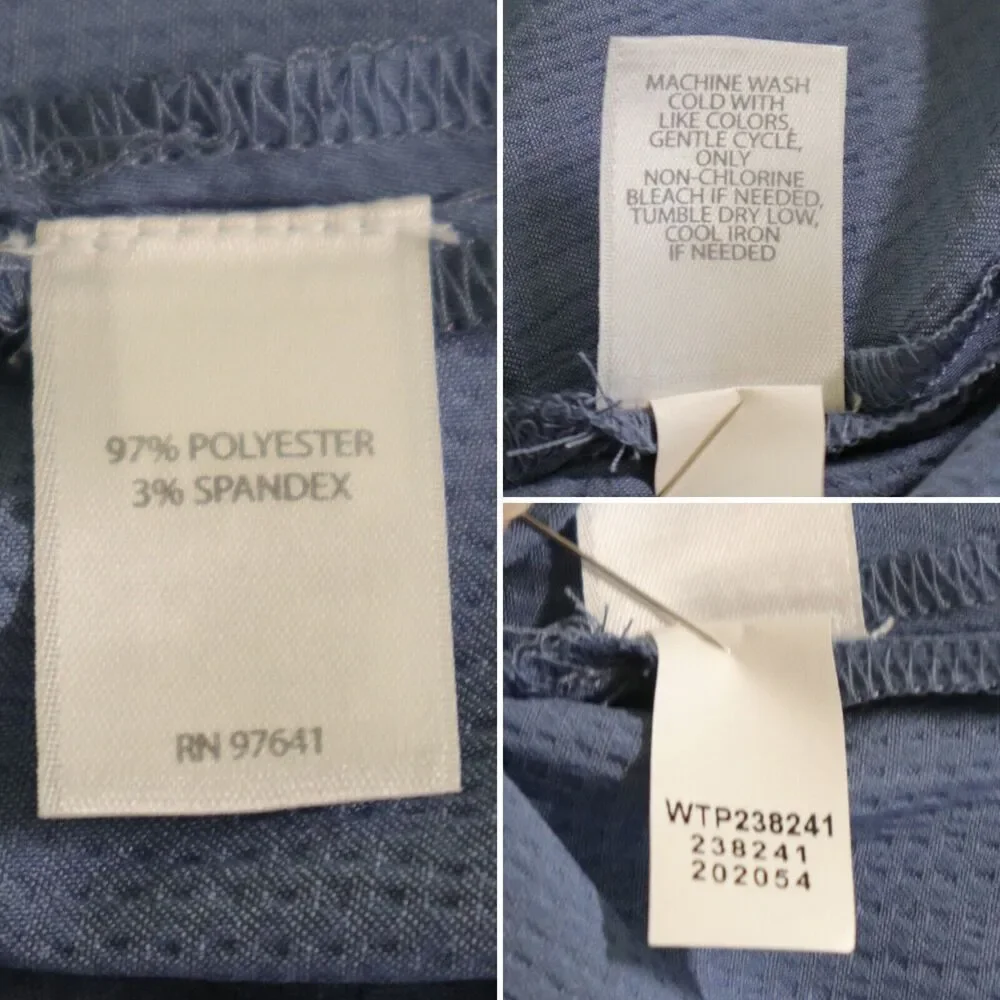 97% POLYESTER
3% SPANDEX
RN 97641
MACHINE WASH
COLD WITH
LIKE COLORS,
GENTLE CYCLE,
ONLY
NON-CHLORINE
BLEACH IF NEEDED,
TUMBLE DRY LOW,
COOL IRON
IF NEEDED
WTP238241
238241
202054